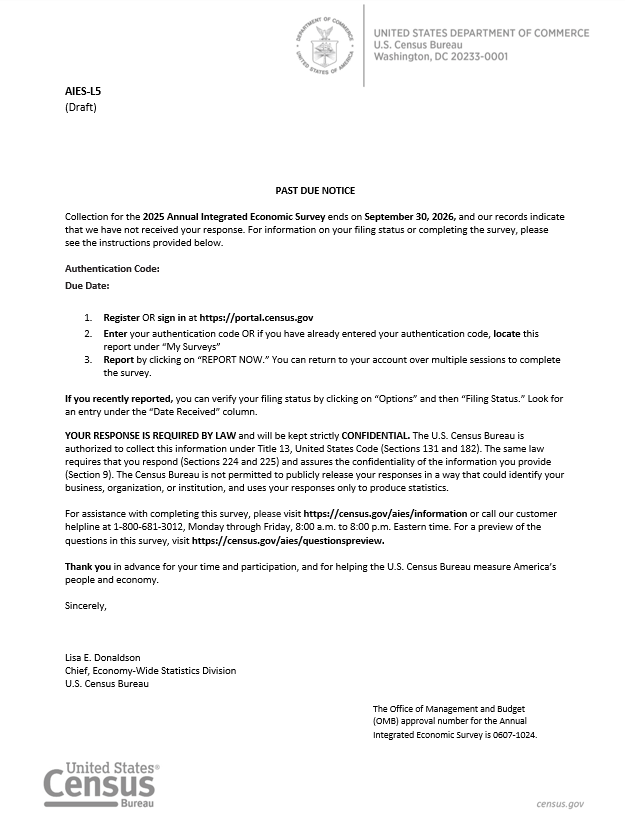 UNITED STATES DEPARTMENT OF COMMERCE
U.S. Census Bureau
Washington, DC 20233-0001
DEPARTMENT OF COMMERCE
UNITED STATES OF AMERICA
AIES-L5
(Draft)
PAST DUE NOTICE
Collection for the 2025 Annual Integrated Economic Survey ends on September 30, 2026, and our records indicate
that we have not received your response. For information on your filing status or completing the survey, please
see the instructions provided below.
Authentication Code:
Due Date:
1. Register OR sign in at https://portal.census.gov
2. Enter your authentication code OR if you have already entered your authentication code, locate this
report under “My Surveys”
3. Report by clicking on “REPORT NOW.” You can return to your account over multiple sessions to complete
the survey.
If you recently reported, you can verify your filing status by clicking on “Options” and then “Filing Status.” Look for
an entry under the “Date Received” column.
YOUR RESPONSE IS REQUIRED BY LAW and will be kept strictly CONFIDENTIAL. The U.S. Census Bureau is
authorized to collect this information under Title 13, United States Code (Sections 131 and 182). The same law
requires that you respond (Sections 224 and 225) and assures the confidentiality of the information you provide
(Section 9). The Census Bureau is not permitted to publicly release your responses in a way that could identify your
business, organization, or institution, and uses your responses only to produce statistics.
For assistance with completing this survey, please visit https://census.gov/aies/information or call our customer
helpline at 1-800-681-3012, Monday through Friday, 8:00 a.m. to 8:00 p.m. Eastern time. For a preview of the
questions in this survey, visit https://census.gov/aies/questionspreview.
Thank you in advance for your time and participation, and for helping the U.S. Census Bureau measure America’s
people and economy.
Sincerely,
Lisa E. Donaldson
Chief, Economy-Wide Statistics Division
U.S. Census Bureau
The Office of Management and Budget
(OMB) approval number for the Annual
Integrated Economic Survey is 0607-1024.
United States®
Census
Bureau
census.gov